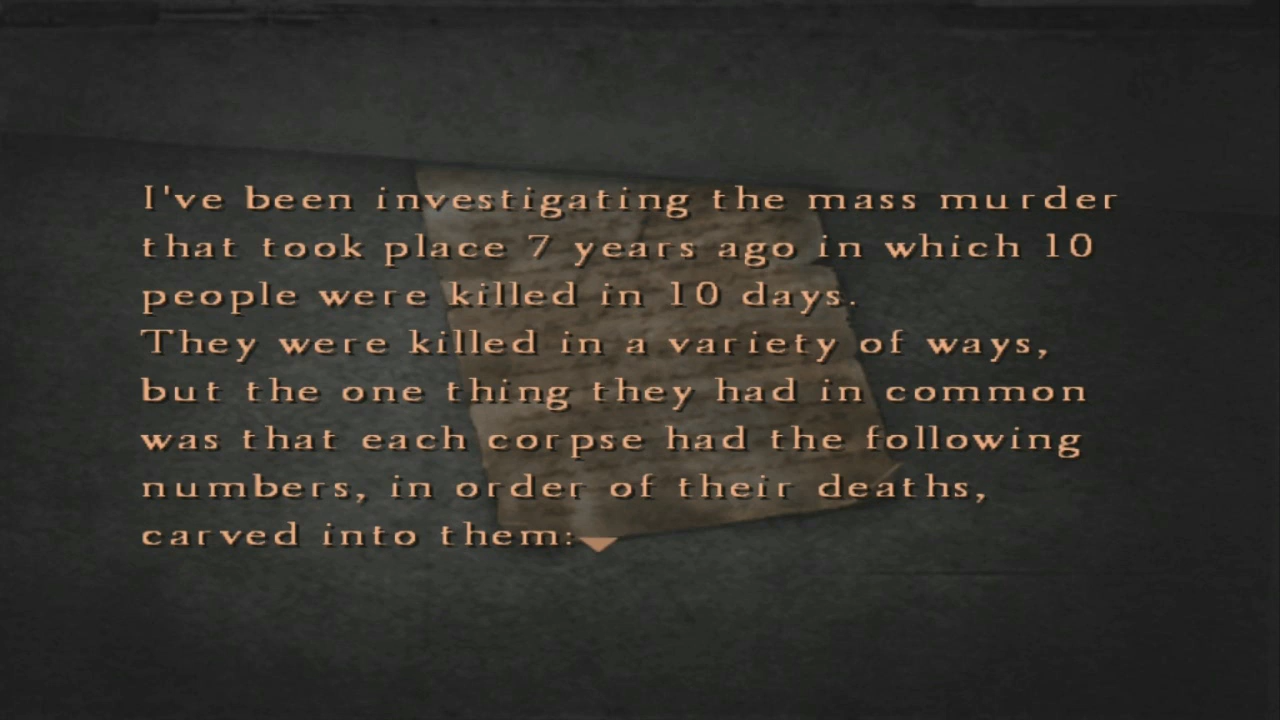 I've been investigating the mass murder
that took place 7 years ago in which 10
people were killed in 10 days.
They were killed in a variety of ways,
but the one thing they had in common
was that each corpse had the following
numbers, in order of their deaths,
carved into them: